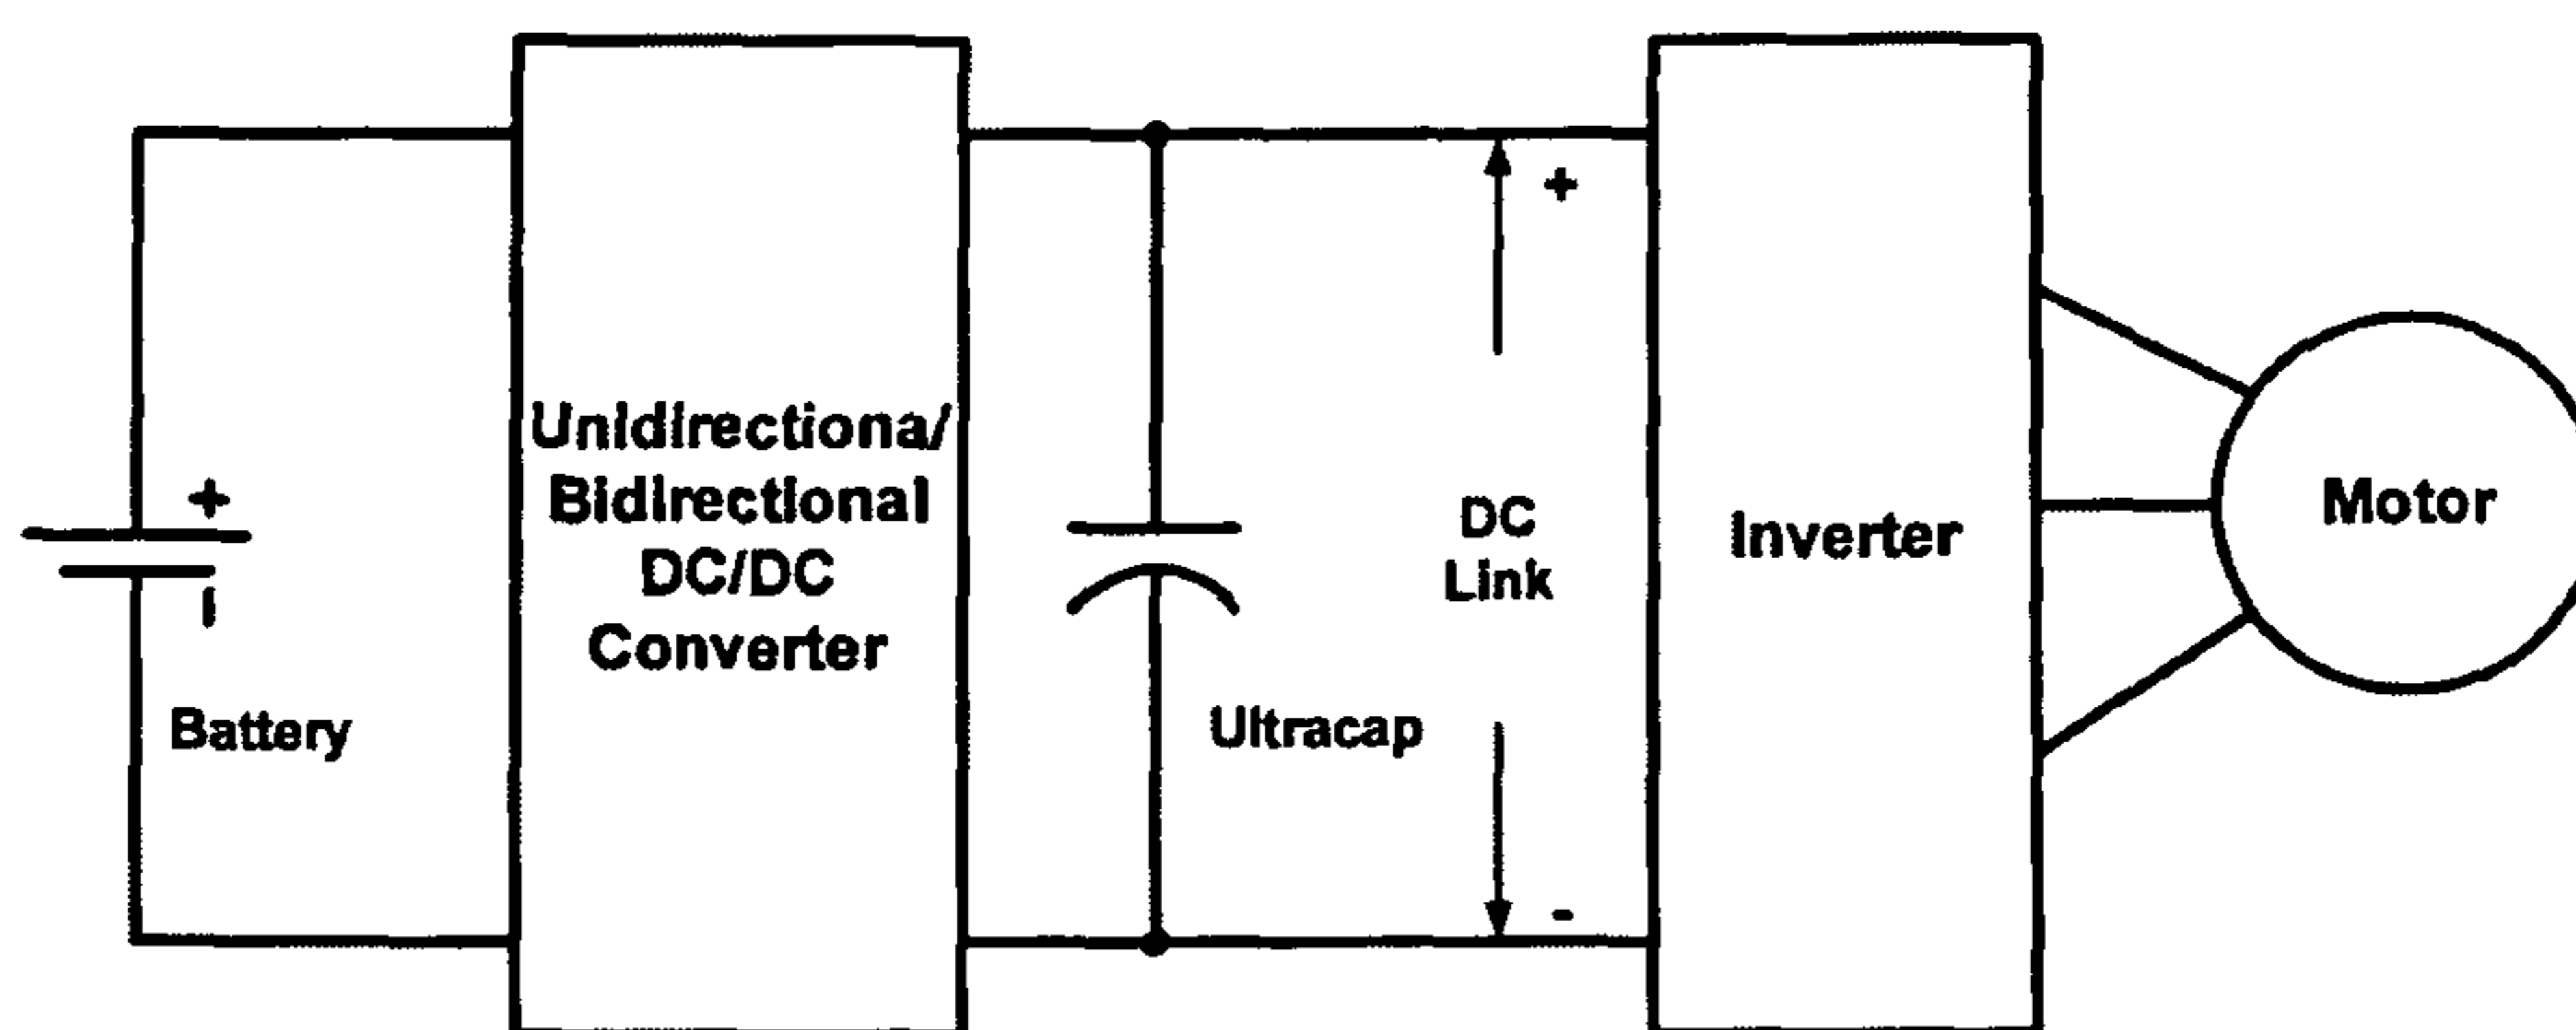 +
-
Battery
Unidirectiona/
Bidirectional
DC/DC
Converter
Ultracap
+
DC
Link
-
Inverter
Motor